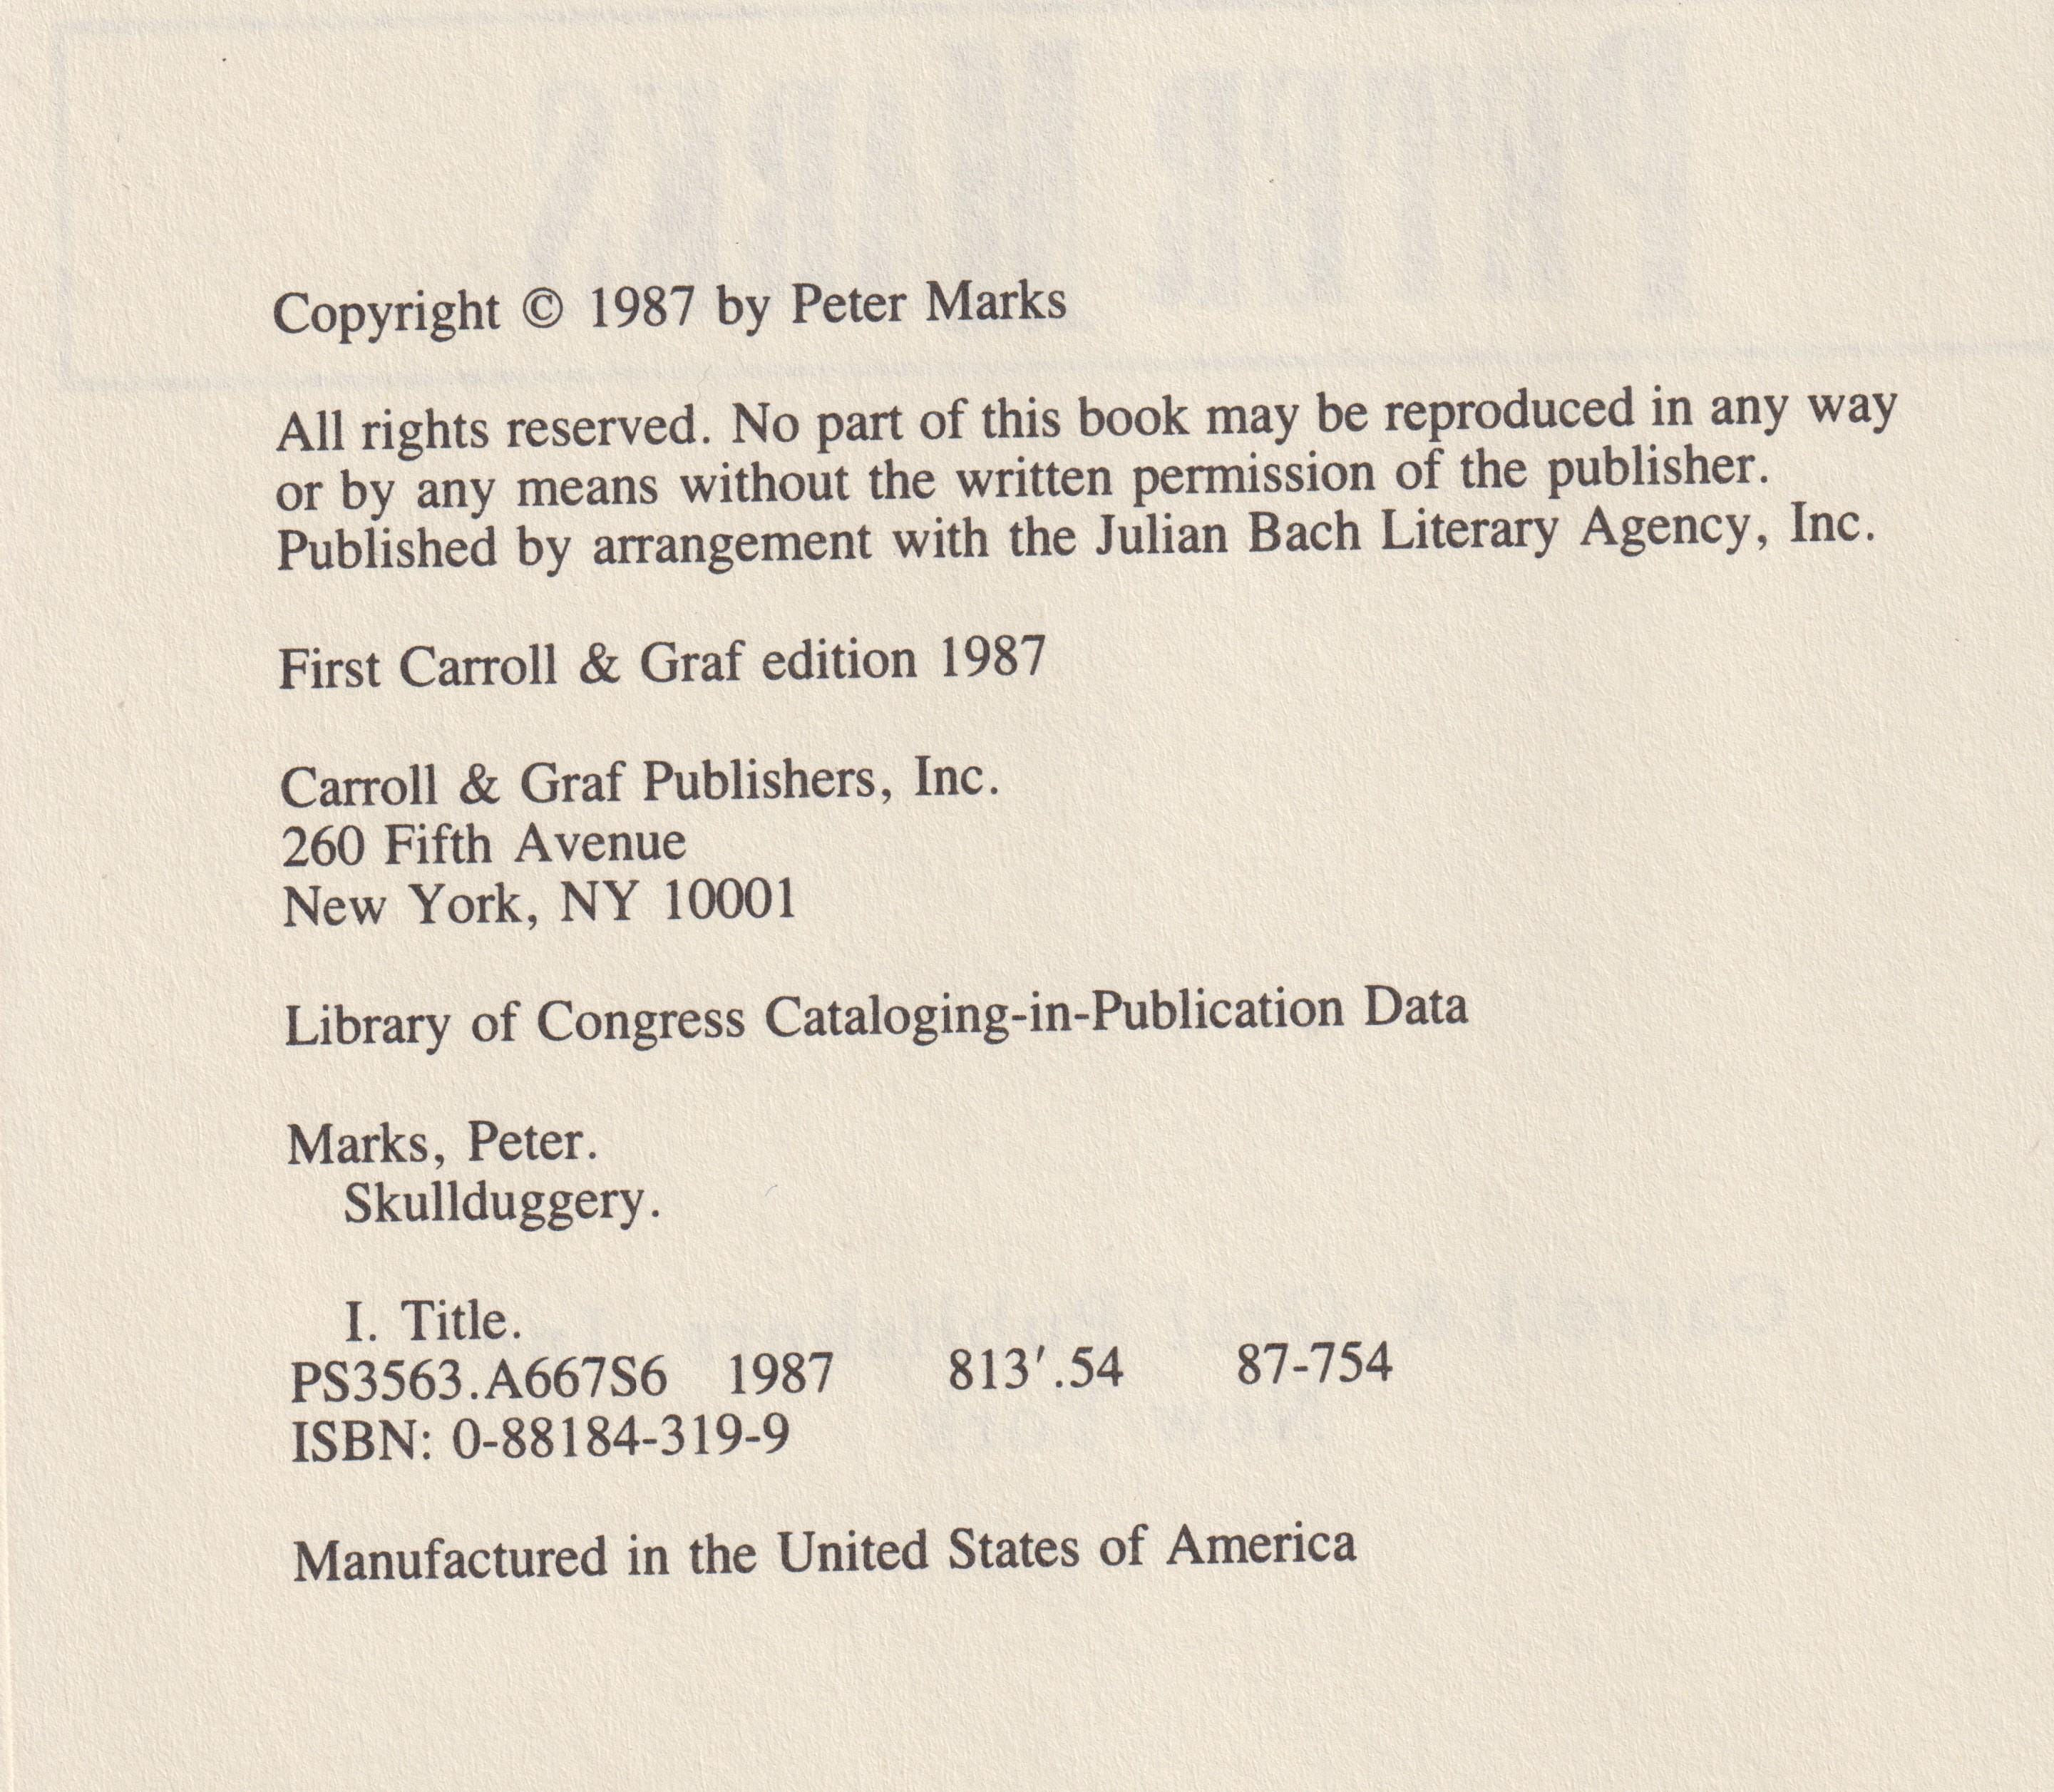 Copyright © 1987 by Peter Marks
All rights reserved. No part of this book may be reproduced in any way
or by any means without the written permission of the publisher.
Published by arrangement with the Julian Bach Literary Agency, Inc.
First Carroll & Graf edition 1987
Carroll & Graf Publishers, Inc.
260 Fifth Avenue
New York, NY 10001
Library of Congress Cataloging-in-Publication Data
Marks, Peter.
Skullduggery.
I. Title.
PS3563.A667S6 1987 813′.54 87-754
ISBN: 0-88184-319-9
Manufactured in the United States of America